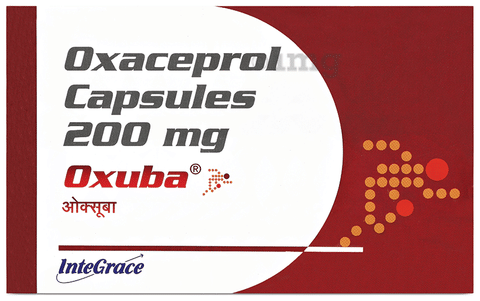 Oxaceprol
Capsules
200 mg
Oxuba®
ओक्सूबा
InteGrace